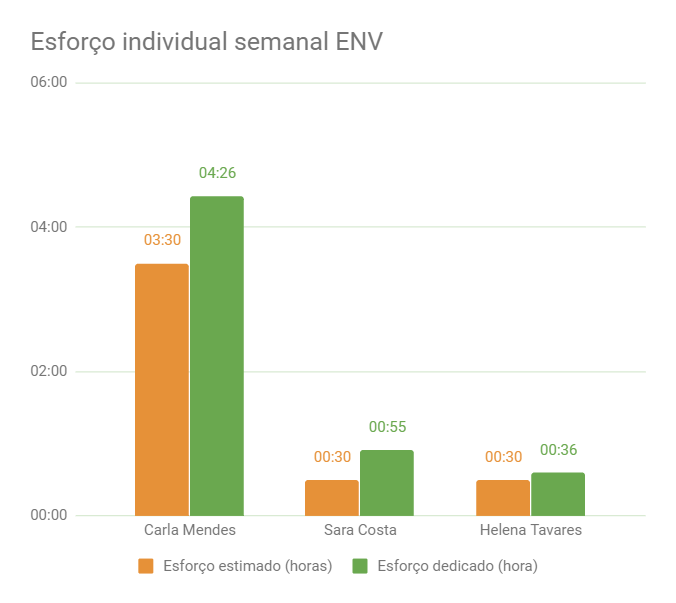 Esforço individual semanal ENV
06:00
04:26
04:00
03:30
02:00
00:55
00:30
00:30
00:36
00:00
Carla Mendes
Sara Costa
Helena Tavares
Esforço estimado (horas)
Esforço dedicado (hora)